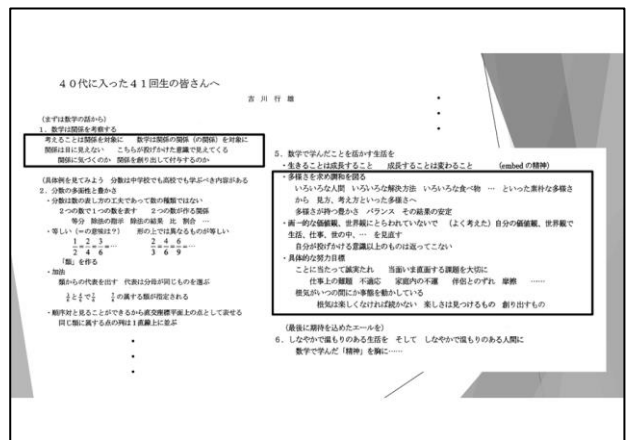 ４０代に入った４１回生の皆さんへ
吉 川 行 雄
(まずは数学の話から)
１．数学は関係を考察する
考えることは関係を対象に　数学は関係の関係 (の関係) を対象に
関係は目に見えない　こちらが投げかけた意識で見えてくる
関係に気づくのか　関係を創り出して付与するのか
(具体例を見てみよう　分数は中学校でも高校でも学ぶべき内容がある
２．分数の多面性と豊かさ
・分数は数の表し方の工夫であって数の種類ではない
２つの数で１つの数を表す　２つの数が作る関係
等分　除法の指示　除法の結果　比　割合　…
・等しい (＝の意味は？)　形の上では異なるものが等しい
1/2=2/3=3/6=…　2/4=4/6=6/9=…
「類」を作る
・加法
類からの代表を出す　代表は分母が同じものを選ぶ
の属する類が指定される
・順序対と見ることができるから直交座標平面上の点として表せる
同じ類に属する点の列は１直線上に並ぶ
５．数学で学んだことを活かす生活を
・生きることは成長すること　成長することは変わること　(embed の精神)
・多様さを求め調和を図る
いろいろな人間　いろいろな解決方法　いろいろな食べ物　…　といった素朴な多様さ
から　見方、考え方といった多様さへ
多様さが持つ豊かさ　バランス　その結果の安定
・画一的な価値観、世界観にとらわれていないで　(よく考えた) 自分の価値観、世界観で
生活、仕事、世の中、… を見直す
自分が投げかける意識以上のものは返ってこない
・具体的な努力目標
ことに当たって誠実たれ　当面いま直面する課題を大切に
仕事上の難題　不適応　家庭内の不運　伴侶とのずれ　摩擦　……
根気がいつの間にか事態を動かしている
根気は楽しくなければ続かない　楽しさは見つけるもの　創り出すもの
(最後に期待を込めたエールを)
６．しなやかで温もりのある生活を　そして　しなやかで温もりのある人間に
数学で学んだ「精神」を胸に……